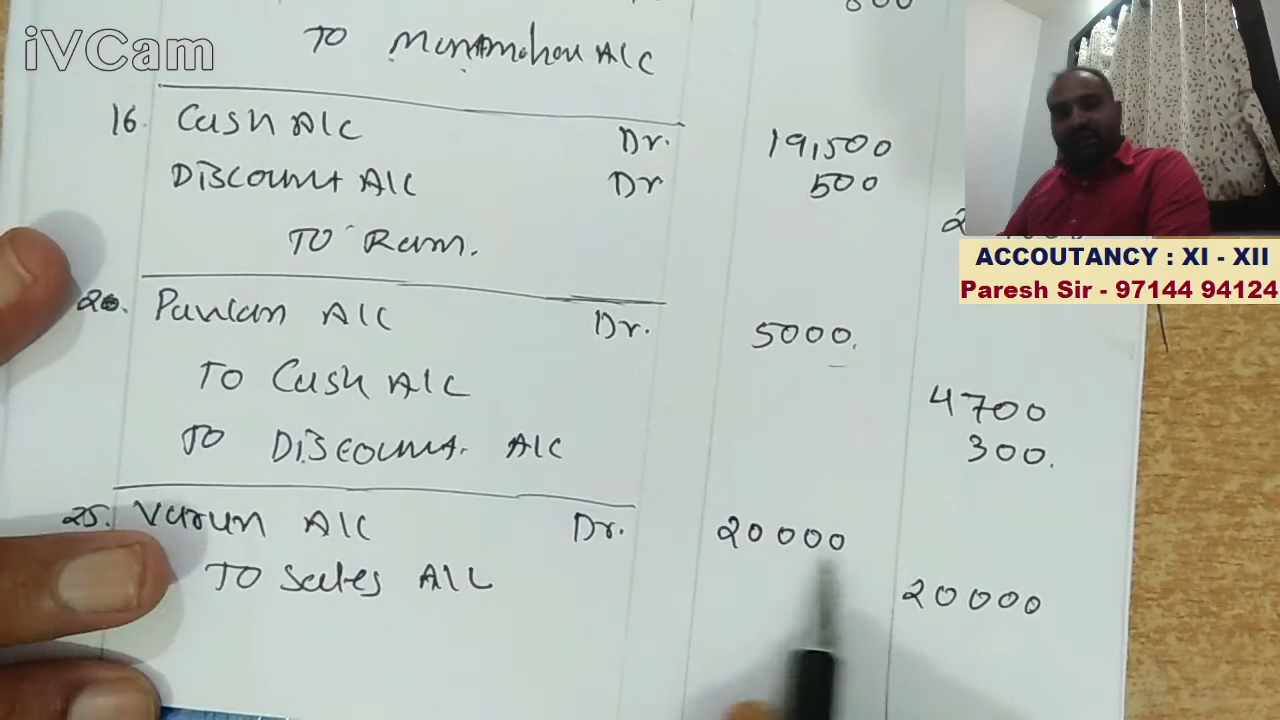 iVCam
800
To Manmohan A/C
16. Cash A/C Dr. 19,500
Discount A/C Dr 500
To Ram.
20. Pawan A/C Dr. 5000.
To Cash A/C 4700
To Discount A/C 300.
25. Varun A/C Dr. 20000
To Sales A/C 20000
ACCOUTANCY : XI - XII
Paresh Sir - 97144 94124